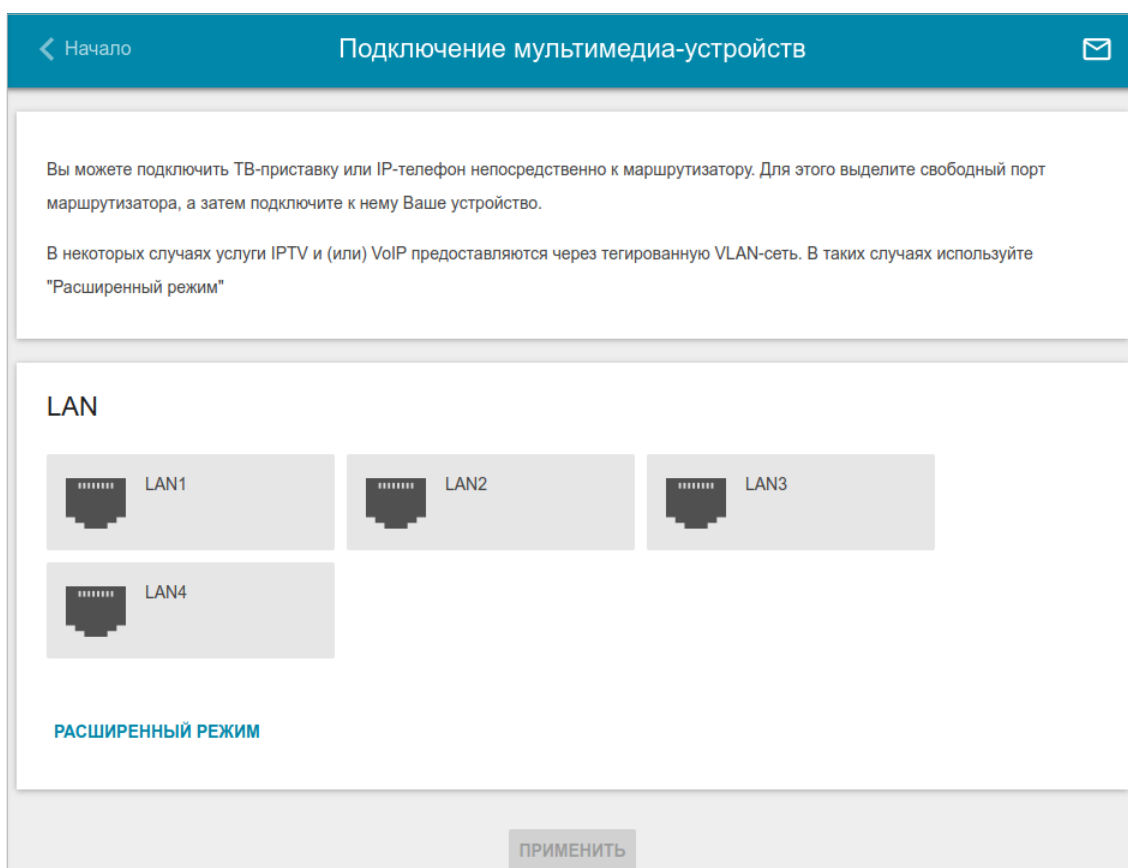 Начало
Подключение мультимедиа-устройств
Вы можете подключить ТВ-приставку или IP-телефон непосредственно к маршрутизатору. Для этого выделите свободный порт
маршрутизатора, а затем подключите к нему Ваше устройство.
В некоторых случаях услуги IPTV и (или) VoIP предоставляются через тегированную VLAN-сеть. В таких случаях используйте
"Расширенный режим"
LAN
LAN1
LAN2
LAN3
LAN4
РАСШИРЕННЫЙ РЕЖИМ
ПРИМЕНИТЬ